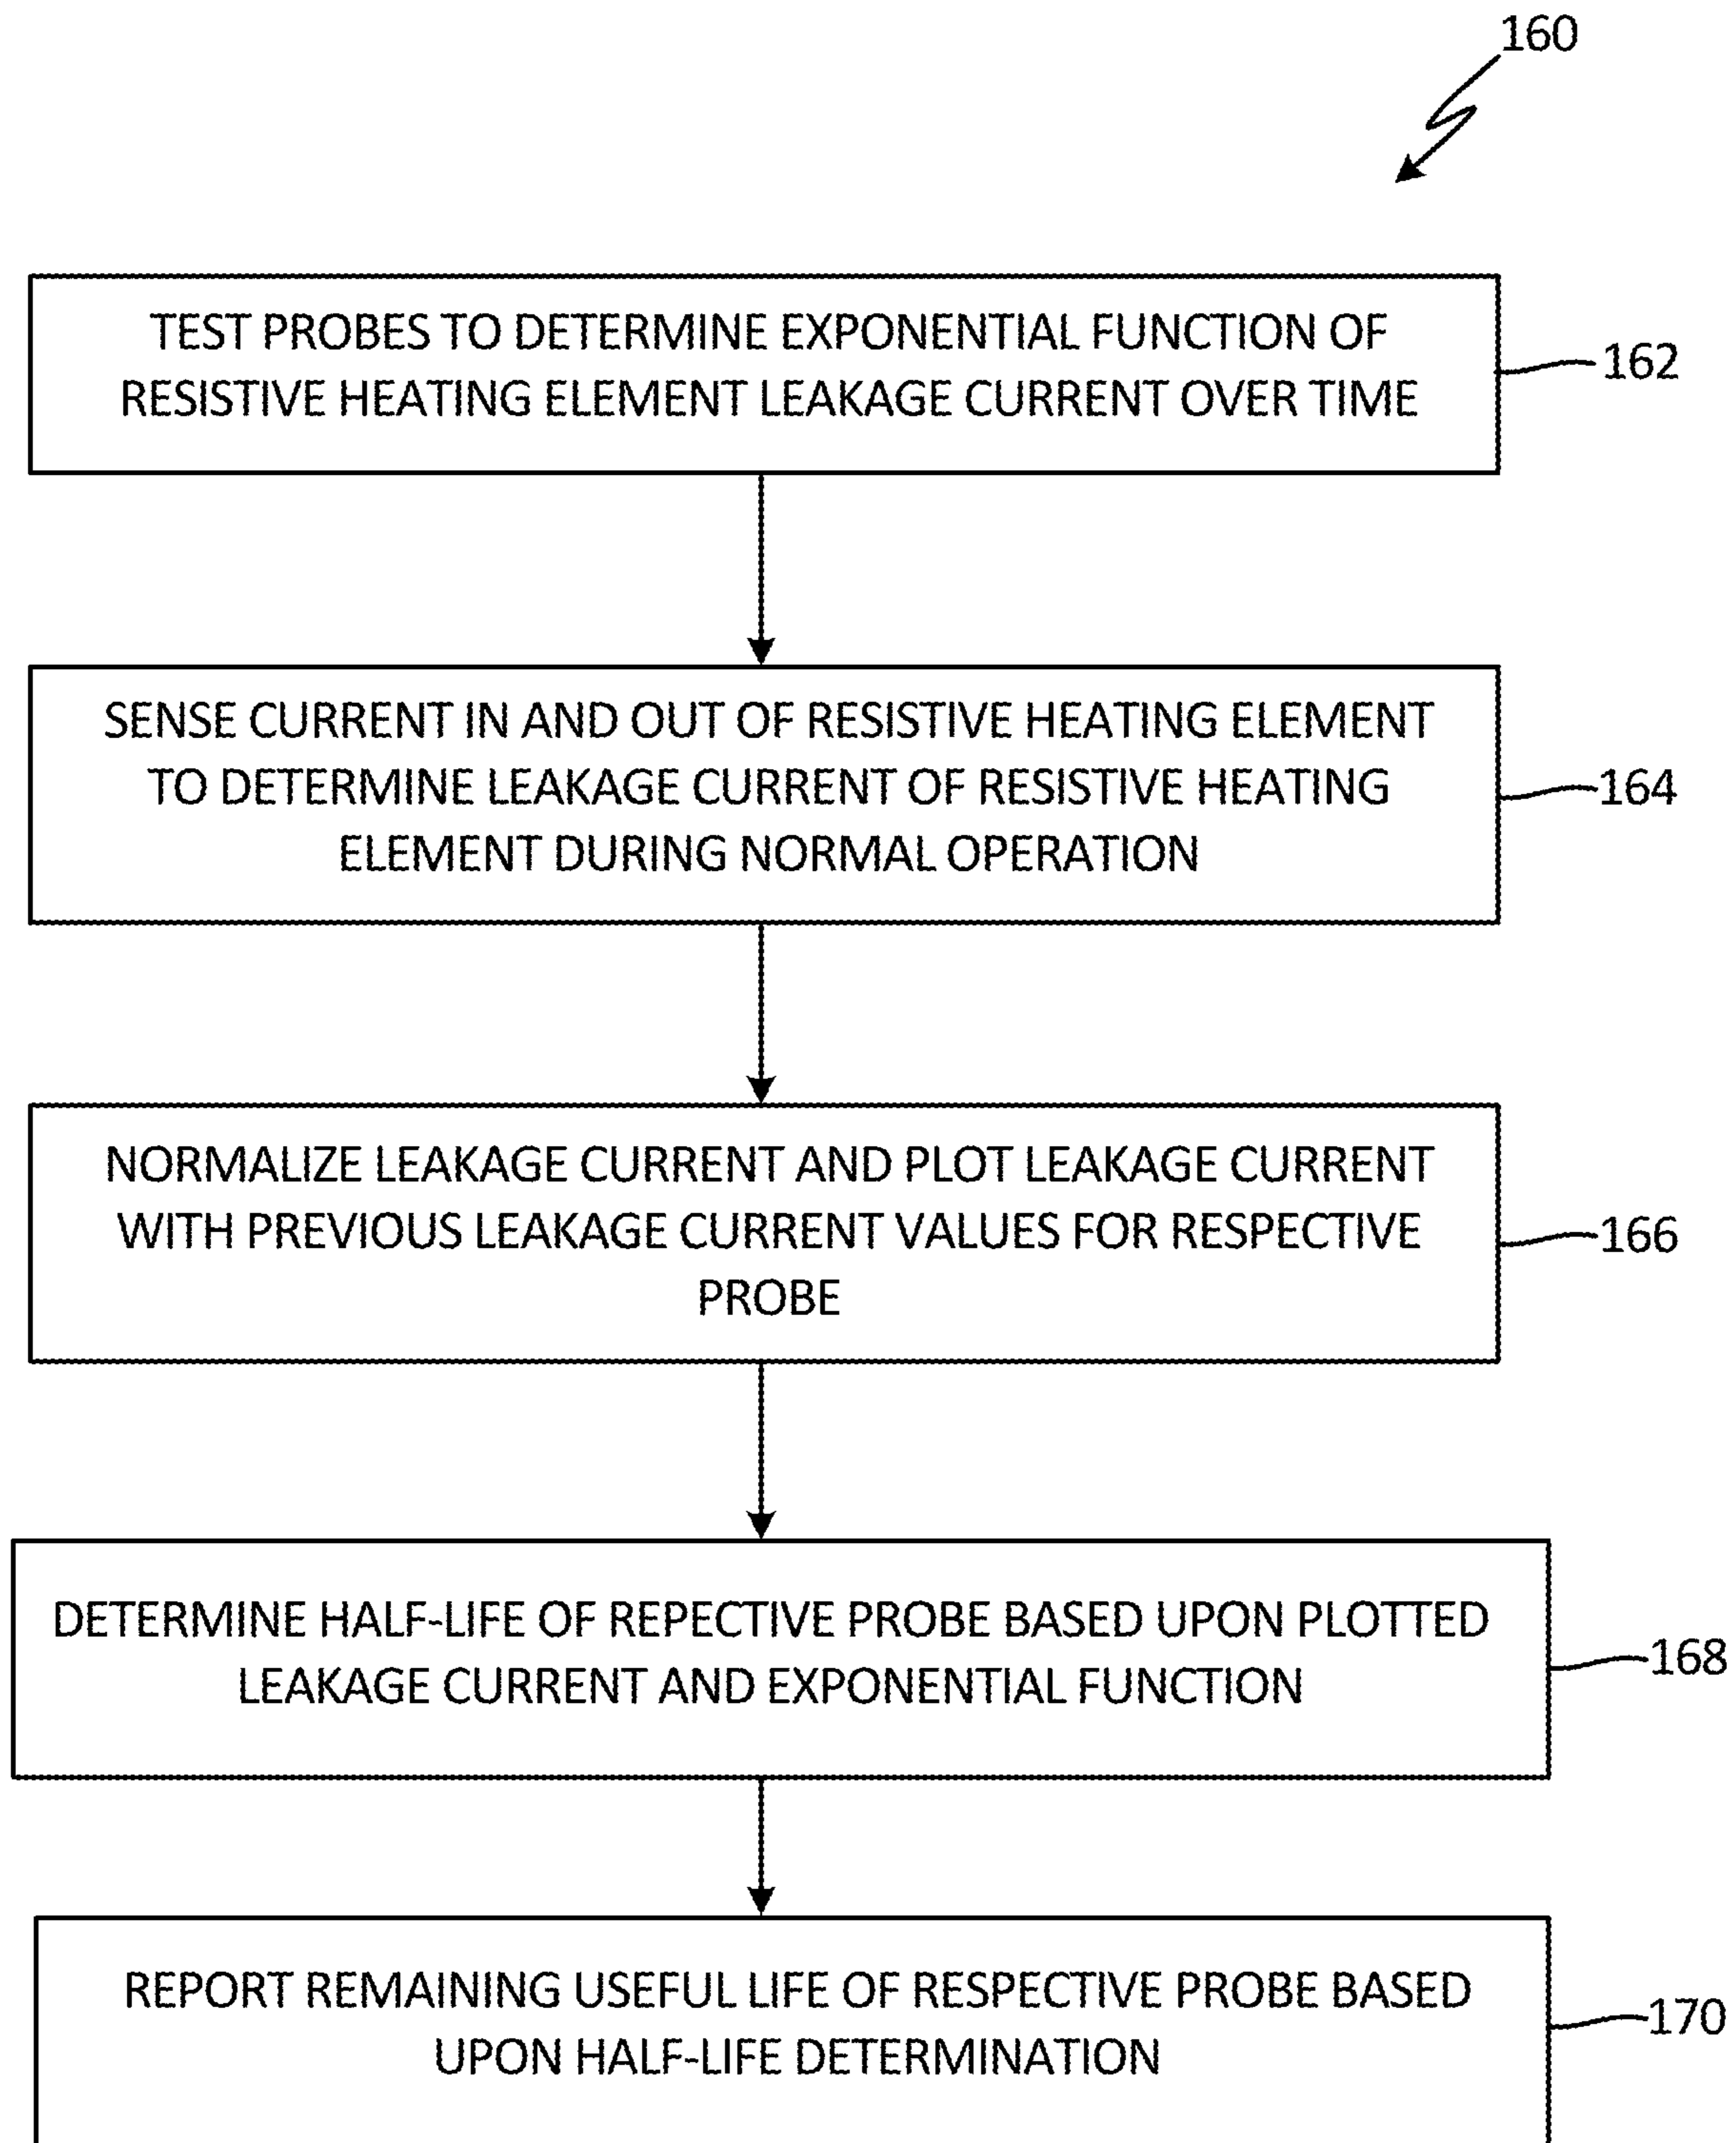 160
TEST PROBES TO DETERMINE EXPONENTIAL FUNCTION OF
RESISTIVE HEATING ELEMENT LEAKAGE CURRENT OVER TIME
162
SENSE CURRENT IN AND OUT OF RESISTIVE HEATING ELEMENT
TO DETERMINE LEAKAGE CURRENT OF RESISTIVE HEATING
ELEMENT DURING NORMAL OPERATION
164
NORMALIZE LEAKAGE CURRENT AND PLOT LEAKAGE CURRENT
WITH PREVIOUS LEAKAGE CURRENT VALUES FOR RESPECTIVE
PROBE
166
DETERMINE HALF-LIFE OF REPECTIVE PROBE BASED UPON PLOTTED
LEAKAGE CURRENT AND EXPONENTIAL FUNCTION
168
REPORT REMAINING USEFUL LIFE OF RESPECTIVE PROBE BASED
UPON HALF-LIFE DETERMINATION
170